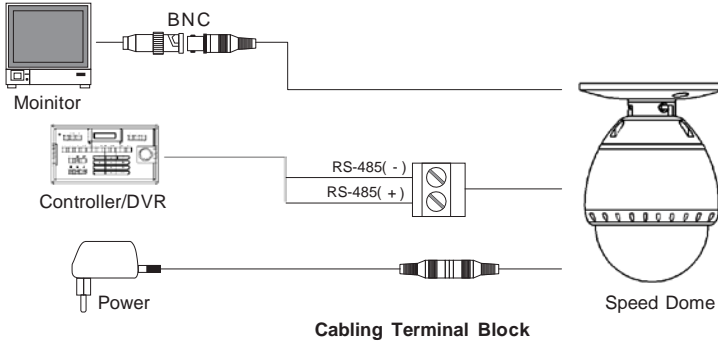 BNC
Moinitor
RS-485( - )
RS-485( + )
Controller/DVR
Power
Speed Dome
Cabling Terminal Block